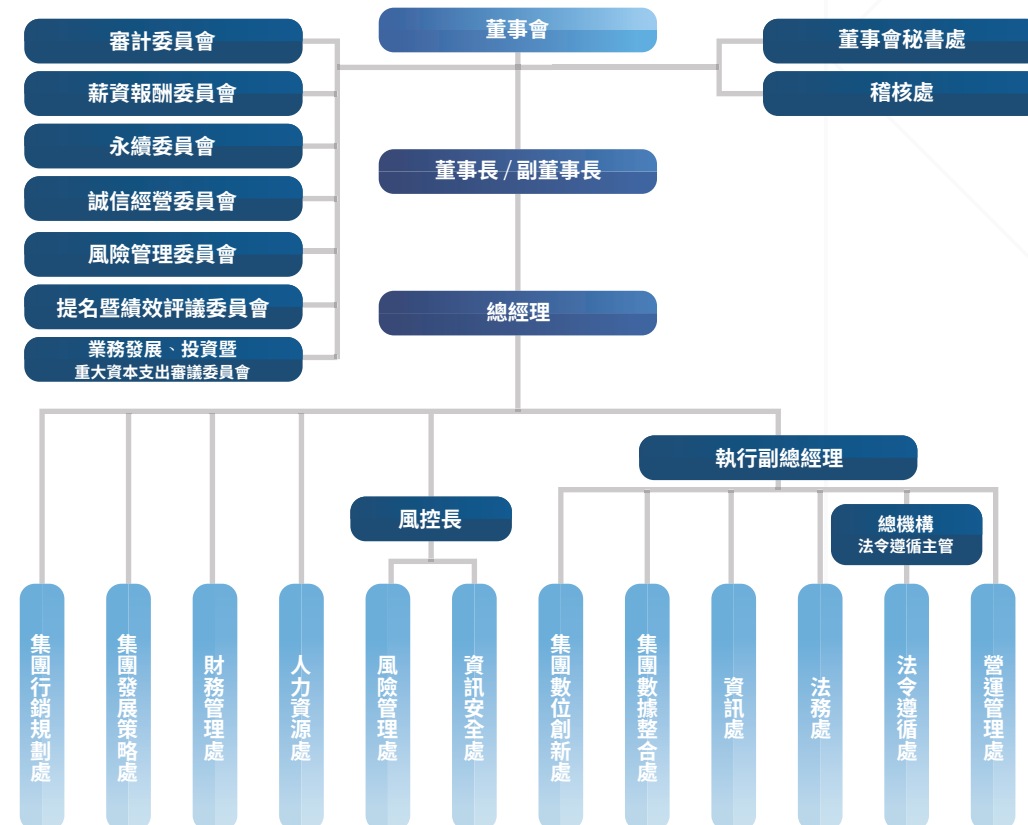 董事會
審計委員會
薪資報酬委員會
永續委員會
誠信經營委員會
風險管理委員會
提名暨績效評議委員會
業務發展、投資暨
重大資本支出審議委員會
董事會秘書處
稽核處
董事長/副董事長
總經理
執行副總經理
風控長
總機構
法令遵循主管
集團行銷規劃處
集團發展策略處
財務管理處
人力資源處
風險管理處
資訊安全處
集團數位創新處
集團數據整合處
資訊處
法務處
法令遵循處
營運管理處